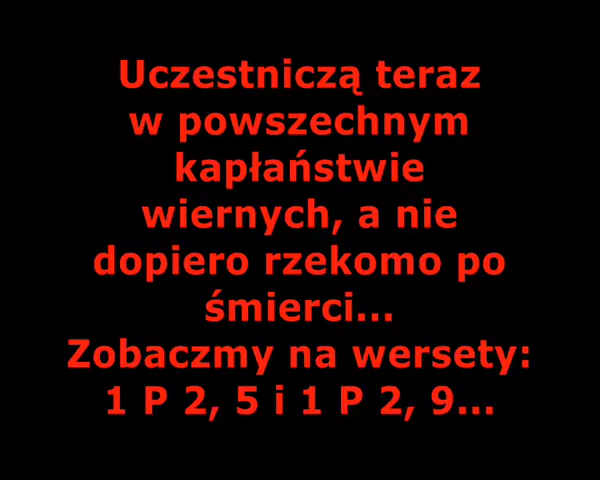 Uczestniczą teraz
w powszechnym
kapłaństwie
wiernych, a nie
dopiero rzekomo po
śmierci...
Zobaczmy na wersety:
1 P 2, 5 i 1 P 2, 9...